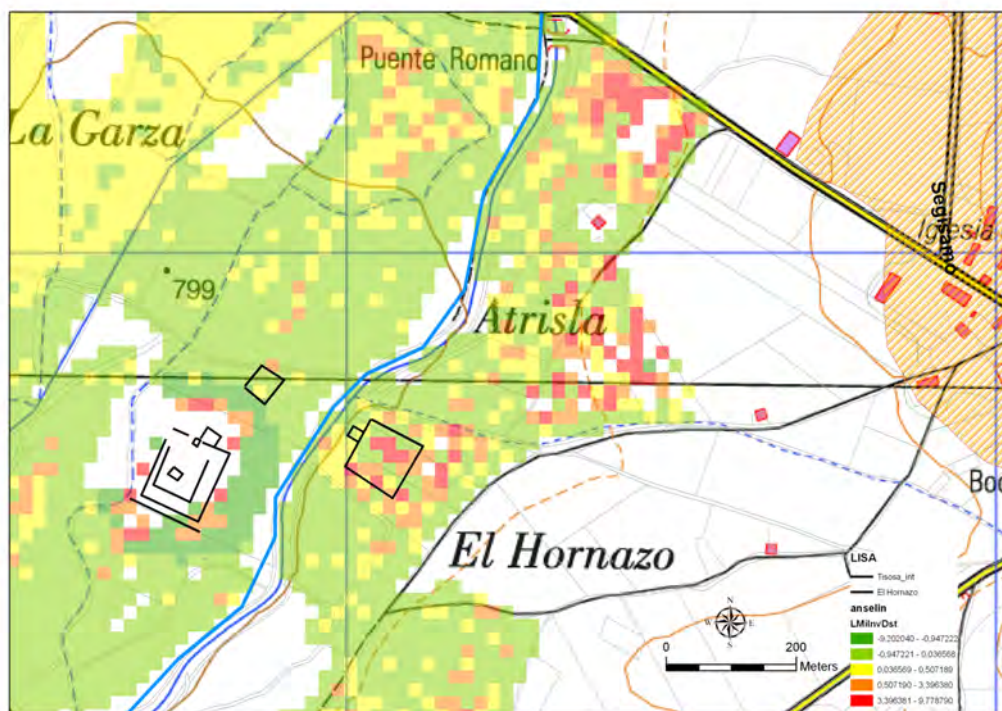 Puente Romano
La Garza
Segisamo
Iglesia
799
Atrisla
Bod
El Hornazo
LISA
Tisosa_int
El Hornazo
anselin
LMiInvDst
-9,202040 - -0,947222
-0,947221 - 0,036568
0,036569 - 0,507189
0,507190 - 3,396380
3,396381 - 9,778790
N
W E
S
0 200
Meters